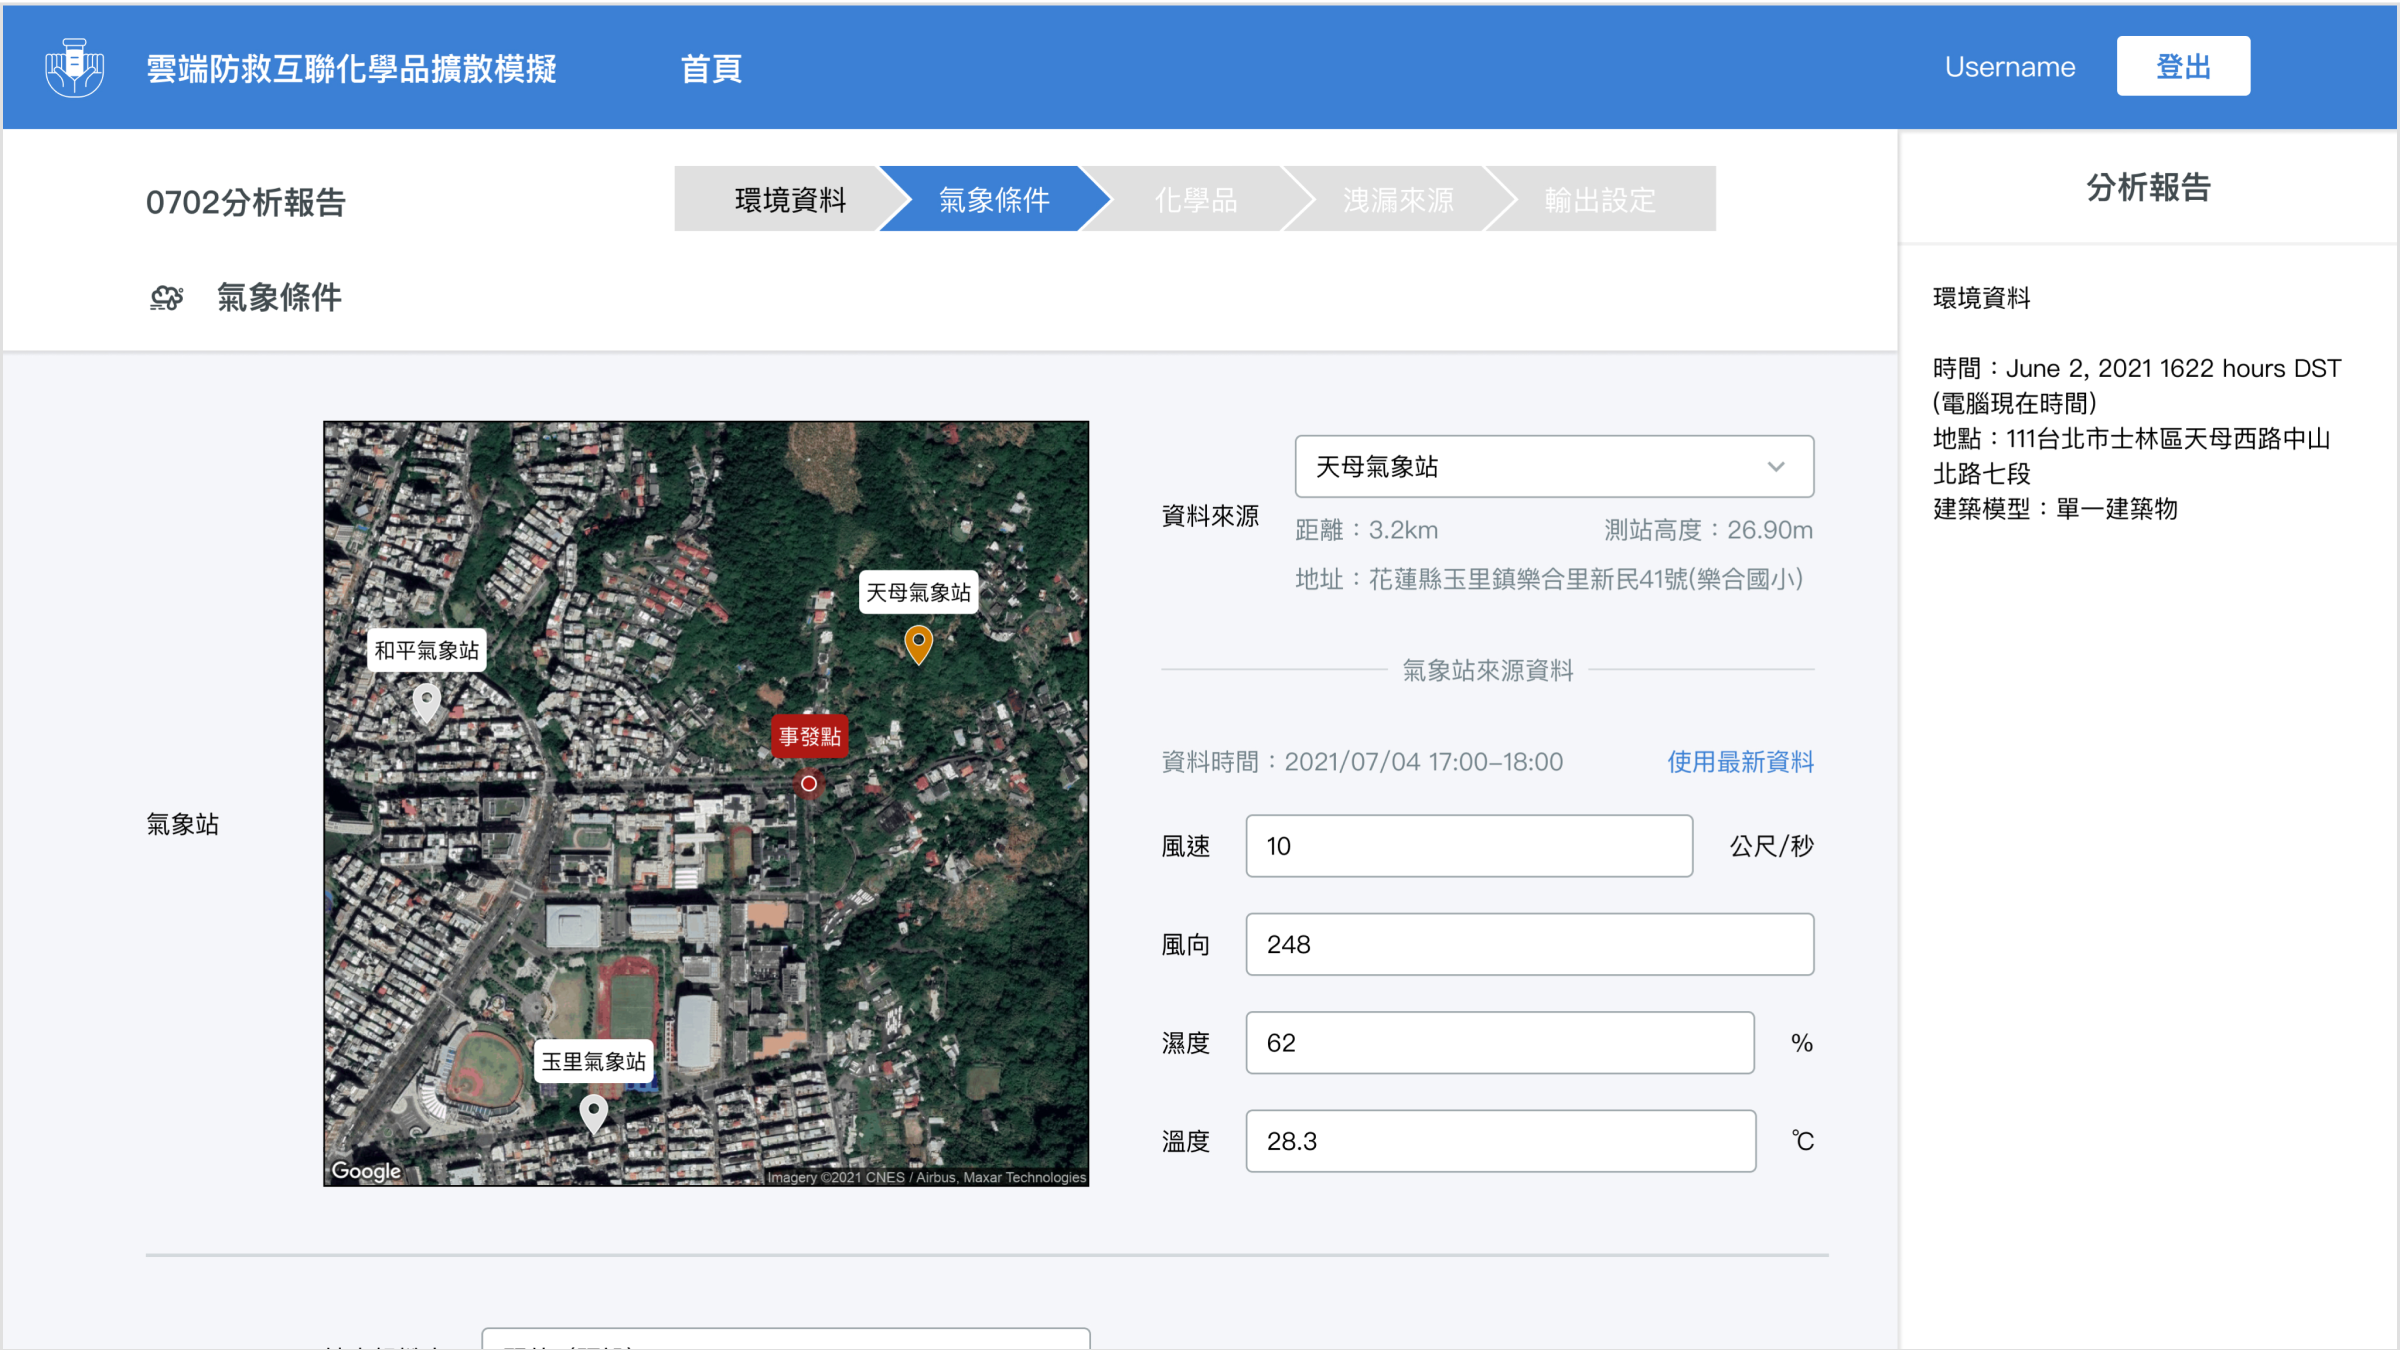 雲端防救互聯化學品擴散模擬
首頁
Username
登出
0702分析報告
環境資料
氣象條件
化學品
洩漏來源
輸出設定
分析報告
氣象條件
環境資料
時間：June 2, 2021 1622 hours DST
(電腦現在時間)
地點：111台北市士林區天母西路中山
北路七段
建築模型：單一建築物
氣象站
天母氣象站
和平氣象站
事發點
玉里氣象站
Google
Imagery ©2021 CNES / Airbus, Maxar Technologies
資料來源
天母氣象站
距離：3.2km
測站高度：26.90m
地址：花蓮縣玉里鎮樂合里新民41號(樂合國小)
氣象站來源資料
資料時間：2021/07/04 17:00-18:00
使用最新資料
風速
10
公尺/秒
風向
248
濕度
62
%
溫度
28.3
℃